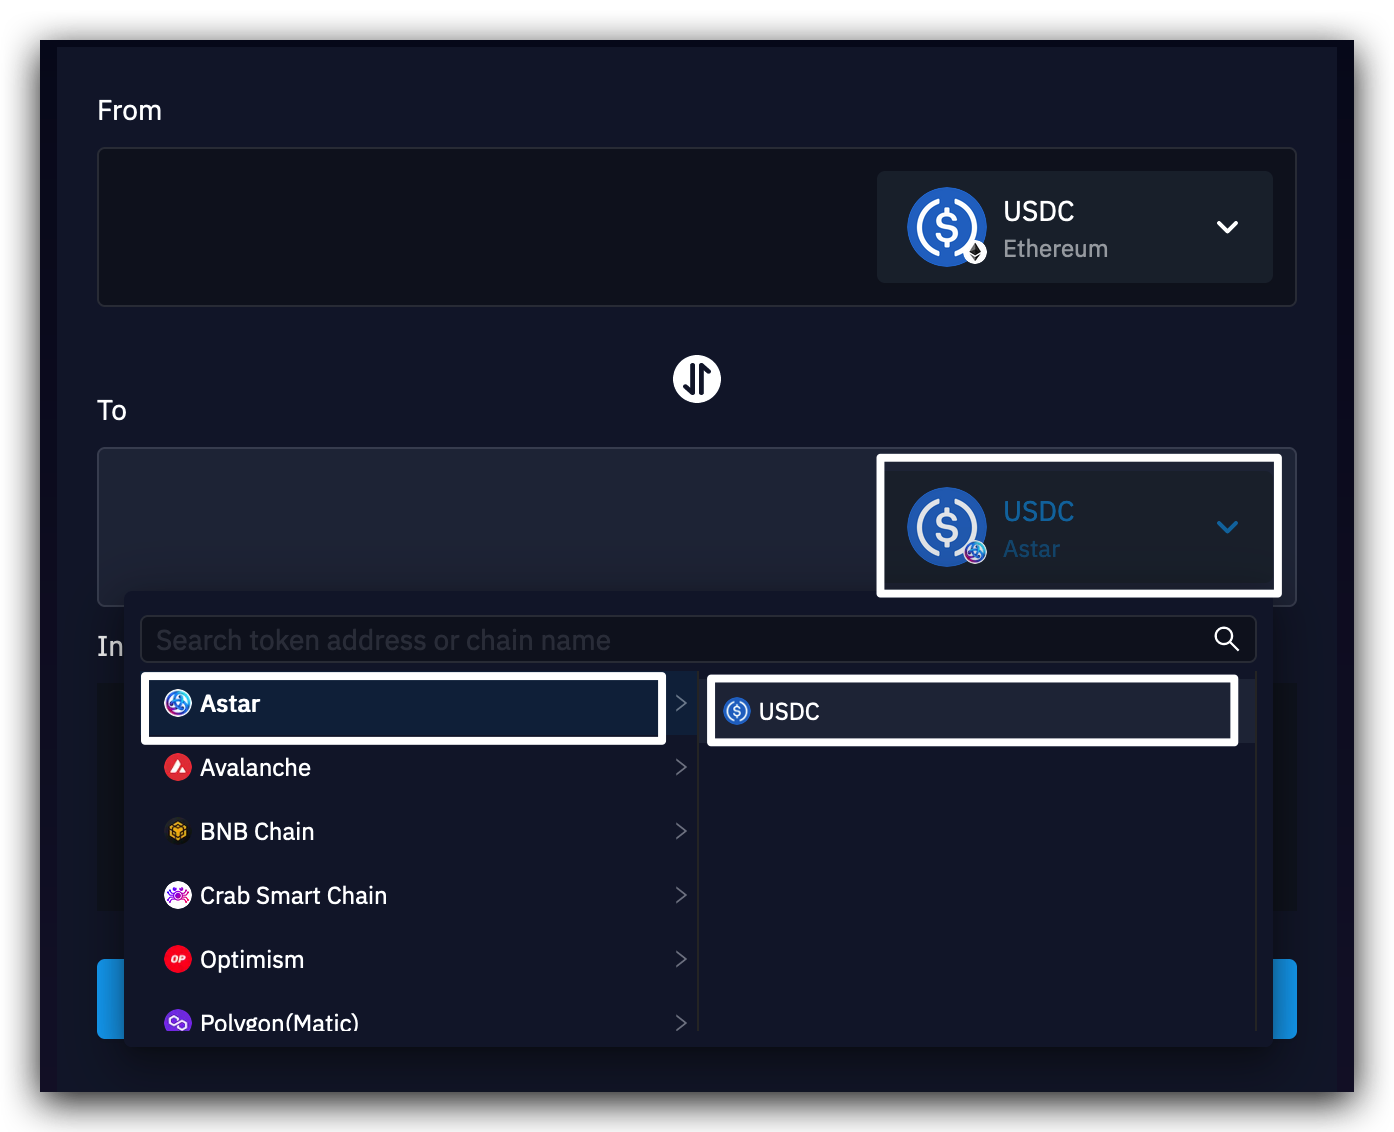 From
USDC
Ethereum
To
USDC
Astar
In
Search token address or chain name
Astar
USDC
Avalanche
BNB Chain
Crab Smart Chain
OP
Optimism
Polygon(Matic)